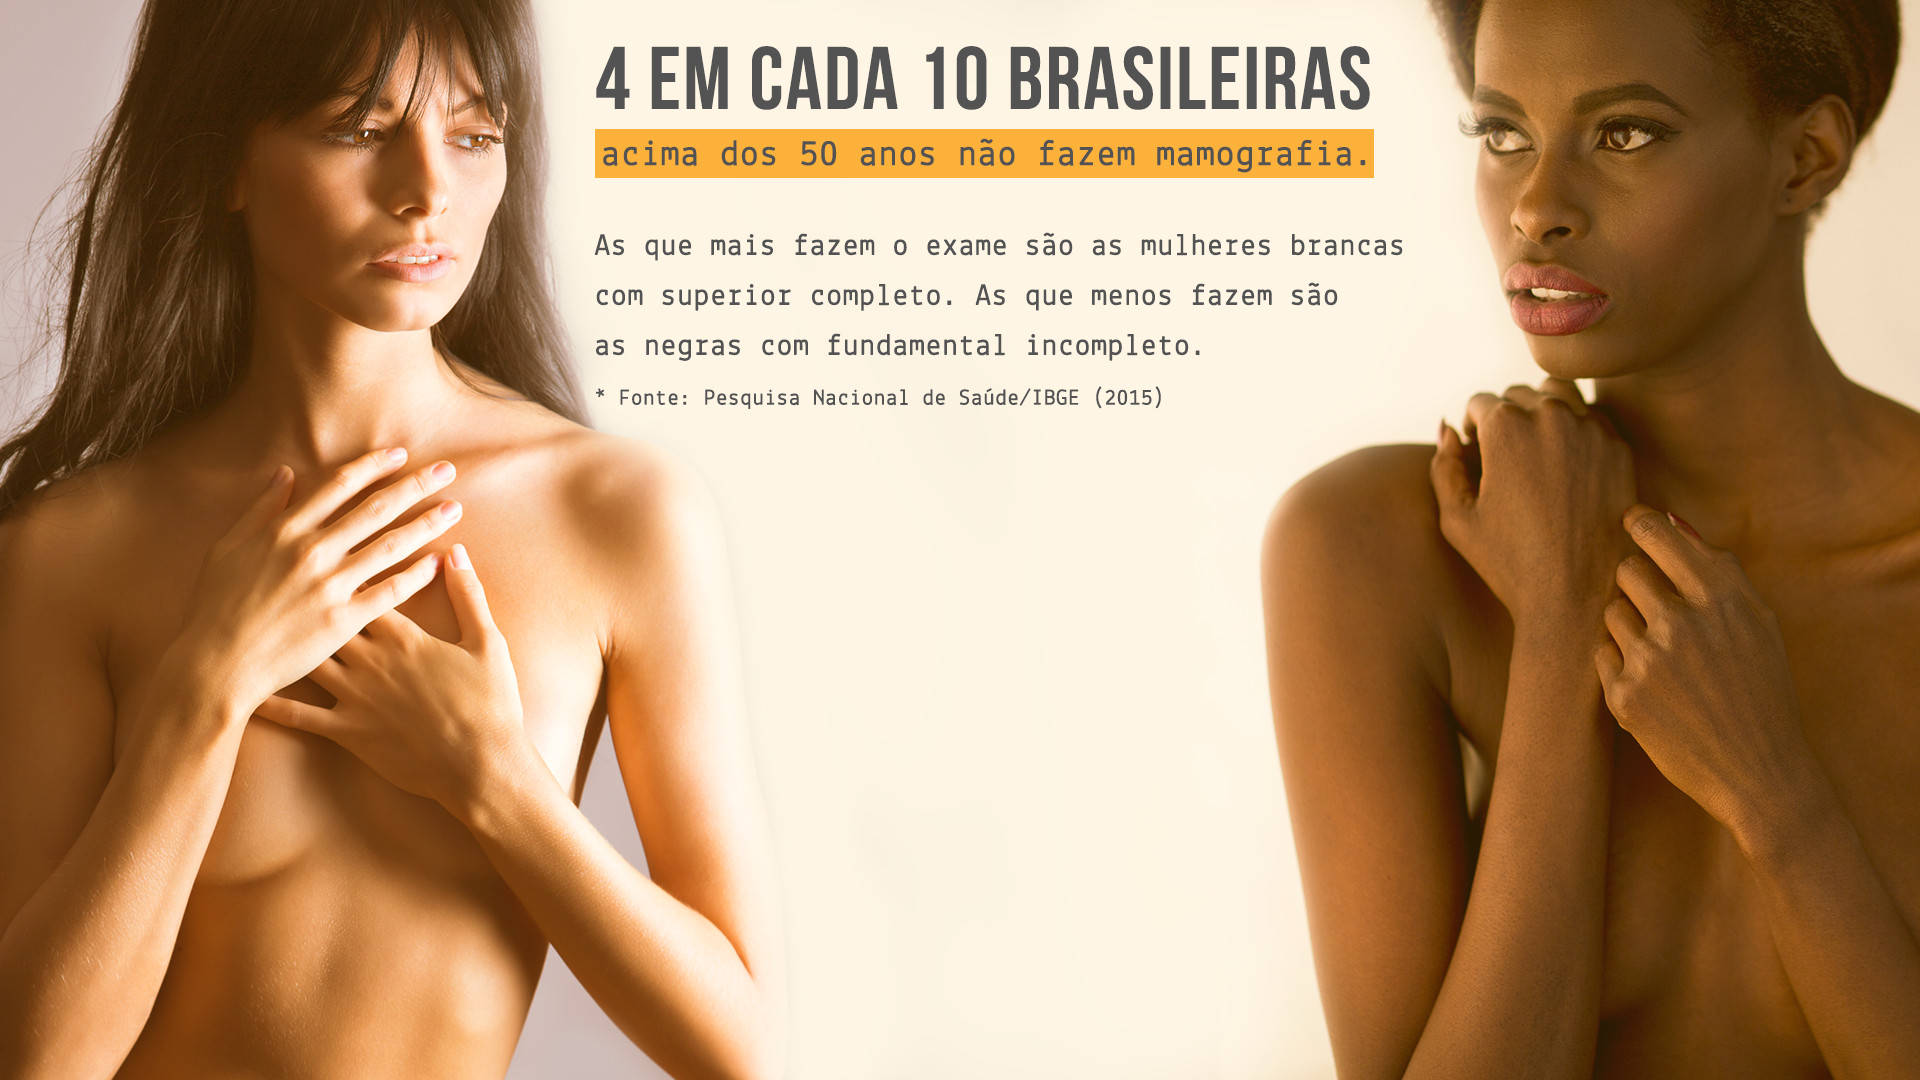 4 EM CADA 10 BRASILEIRAS
acima dos 50 anos não fazem mamografia.
As que mais fazem o exame são as mulheres brancas
com superior completo. As que menos fazem são
as negras com fundamental incompleto.
* Fonte: Pesquisa Nacional de Saúde/IBGE (2015)